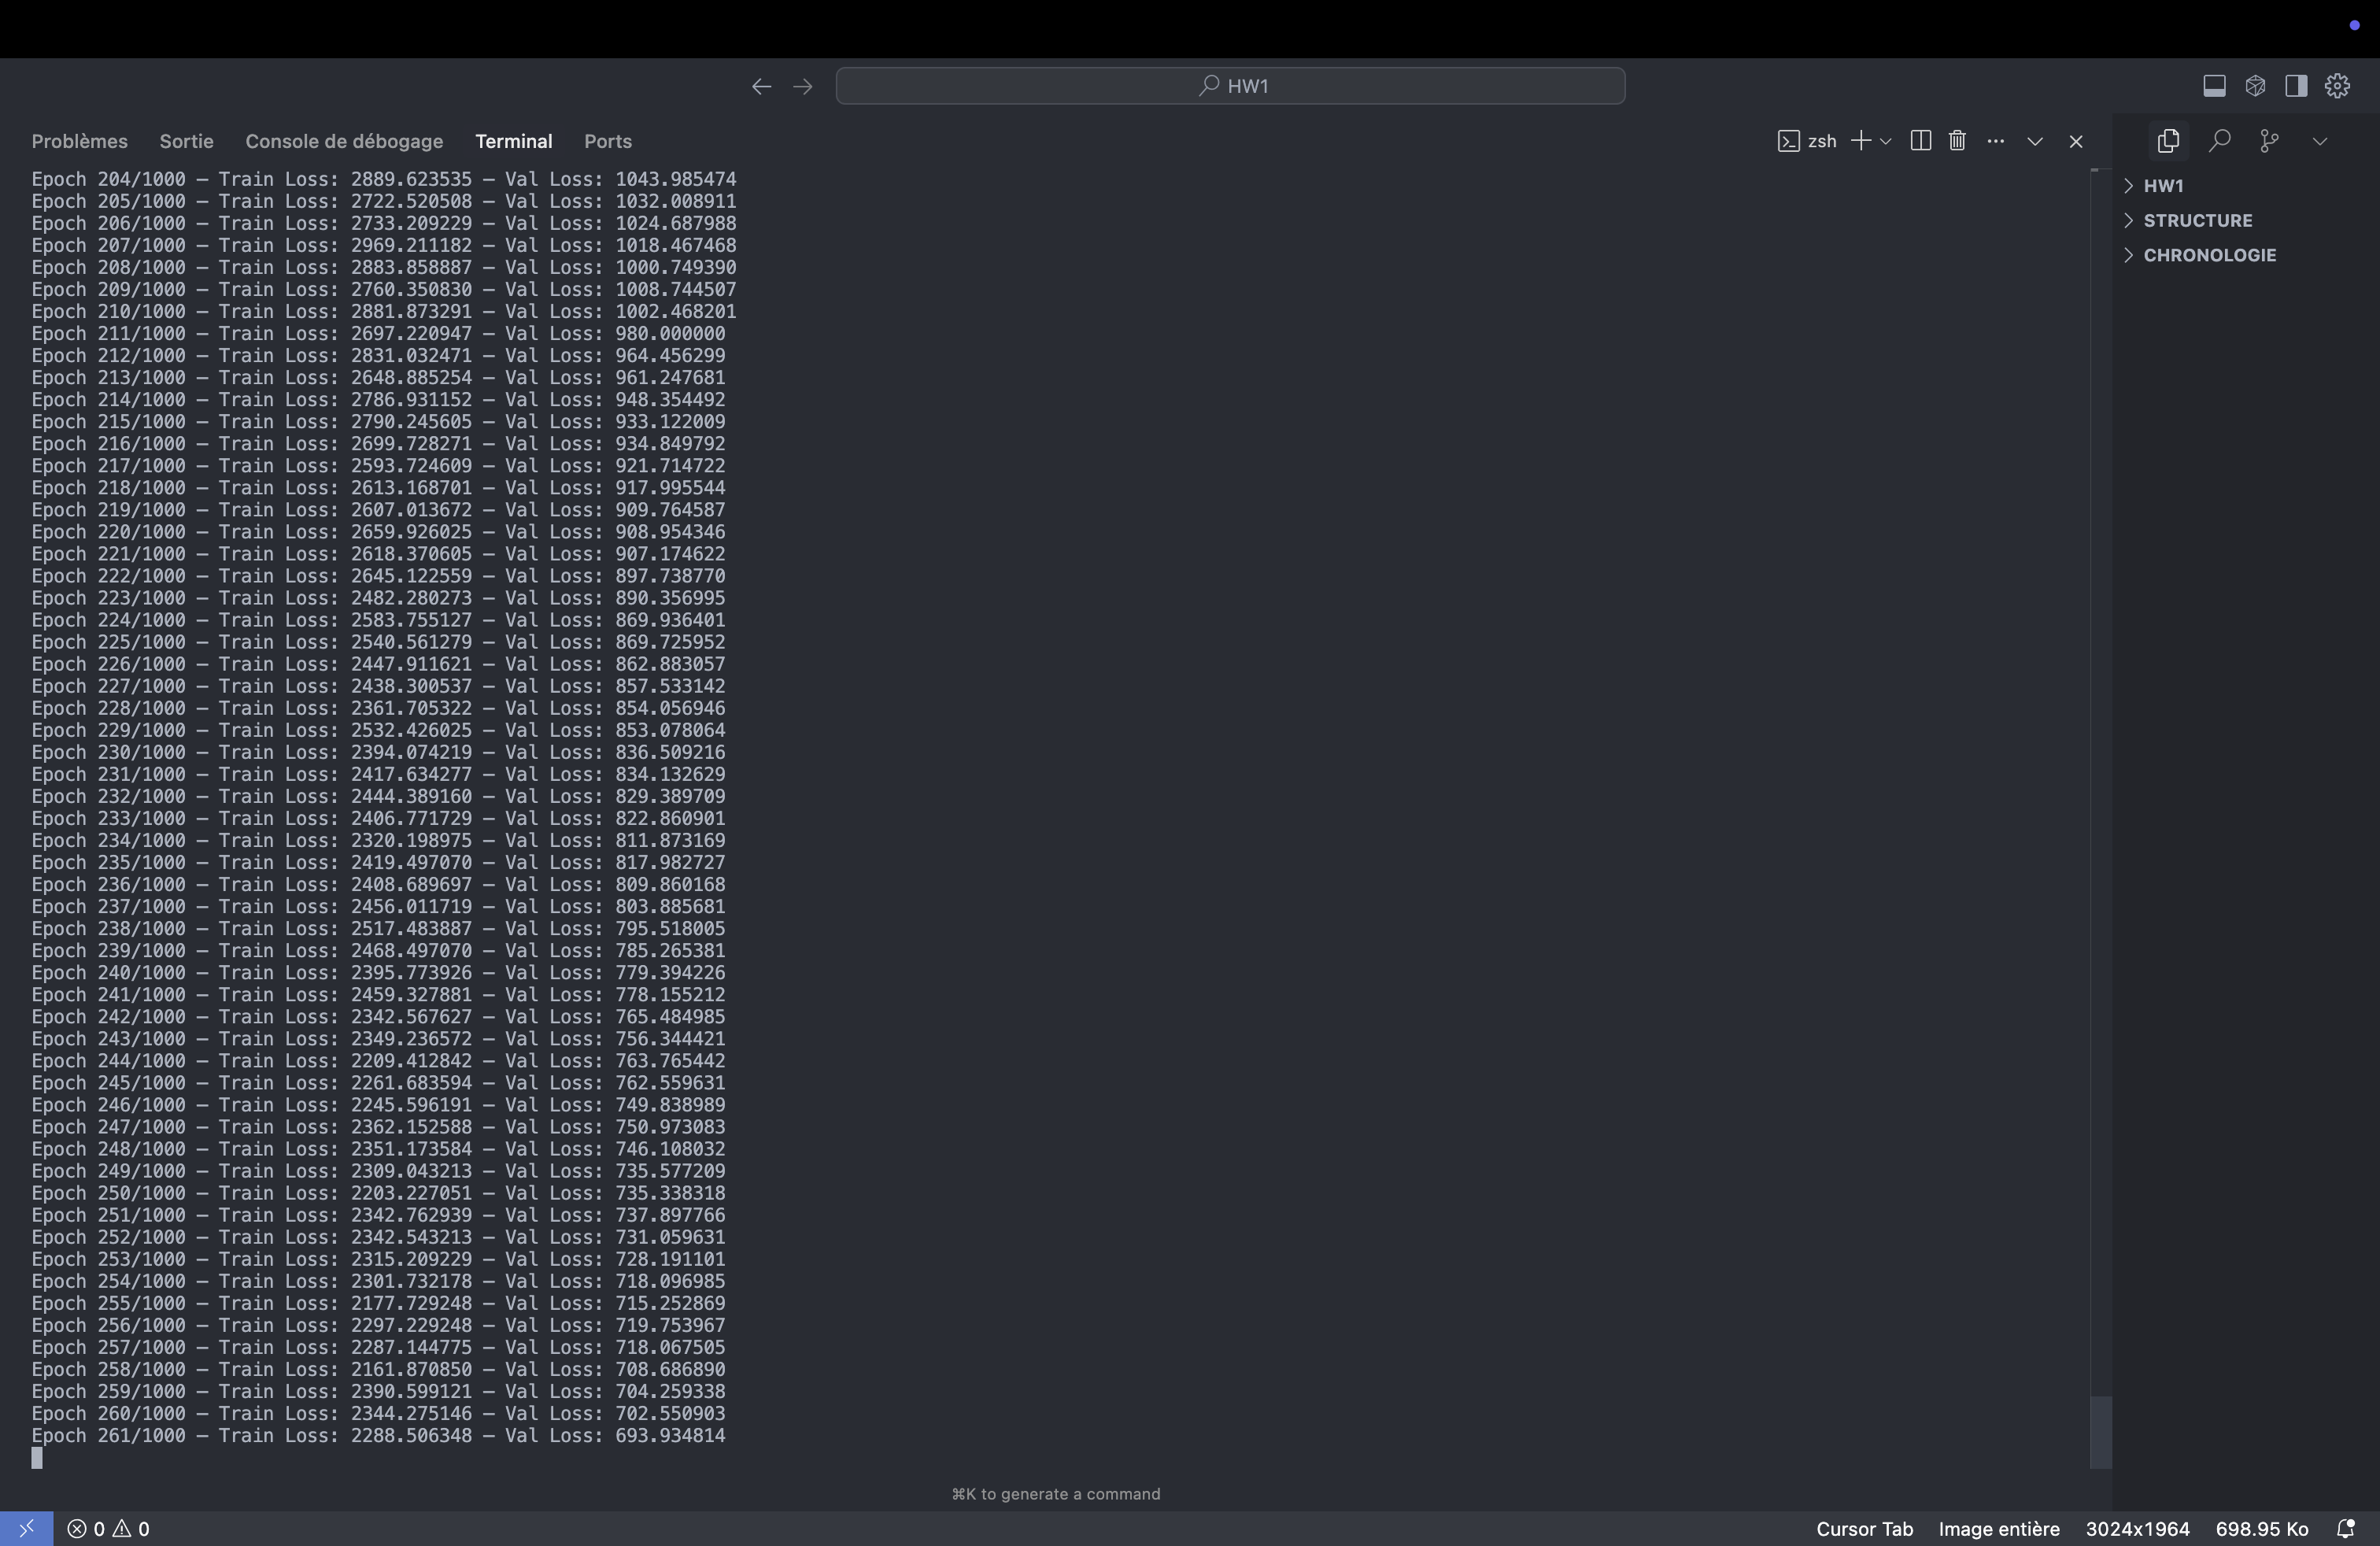 HW1
Problèmes Sortie Console de débogage Terminal Ports
zsh
Epoch 204/1000 — Train Loss: 2889.623535 — Val Loss: 1043.985474
Epoch 205/1000 — Train Loss: 2722.520508 — Val Loss: 1032.008911
Epoch 206/1000 — Train Loss: 2733.209229 — Val Loss: 1024.687988
Epoch 207/1000 — Train Loss: 2969.211182 — Val Loss: 1018.467468
Epoch 208/1000 — Train Loss: 2883.858887 — Val Loss: 1000.749390
Epoch 209/1000 — Train Loss: 2760.350830 — Val Loss: 1008.744507
Epoch 210/1000 — Train Loss: 2881.873291 — Val Loss: 1002.468201
Epoch 211/1000 — Train Loss: 2697.220947 — Val Loss: 980.000000
Epoch 212/1000 — Train Loss: 2831.032471 — Val Loss: 964.456299
Epoch 213/1000 — Train Loss: 2648.885254 — Val Loss: 961.247681
Epoch 214/1000 — Train Loss: 2786.931152 — Val Loss: 948.354492
Epoch 215/1000 — Train Loss: 2790.245605 — Val Loss: 933.122009
Epoch 216/1000 — Train Loss: 2699.728271 — Val Loss: 934.849792
Epoch 217/1000 — Train Loss: 2593.724609 — Val Loss: 921.714722
Epoch 218/1000 — Train Loss: 2613.168701 — Val Loss: 917.995544
Epoch 219/1000 — Train Loss: 2607.013672 — Val Loss: 909.764587
Epoch 220/1000 — Train Loss: 2659.926025 — Val Loss: 908.954346
Epoch 221/1000 — Train Loss: 2618.370605 — Val Loss: 907.174622
Epoch 222/1000 — Train Loss: 2645.122559 — Val Loss: 897.738770
Epoch 223/1000 — Train Loss: 2482.280273 — Val Loss: 890.356995
Epoch 224/1000 — Train Loss: 2583.755127 — Val Loss: 869.936401
Epoch 225/1000 — Train Loss: 2540.561279 — Val Loss: 869.725952
Epoch 226/1000 — Train Loss: 2447.911621 — Val Loss: 862.883057
Epoch 227/1000 — Train Loss: 2438.300537 — Val Loss: 857.533142
Epoch 228/1000 — Train Loss: 2361.705322 — Val Loss: 854.056946
Epoch 229/1000 — Train Loss: 2532.426025 — Val Loss: 853.078064
Epoch 230/1000 — Train Loss: 2394.074219 — Val Loss: 836.509216
Epoch 231/1000 — Train Loss: 2417.634277 — Val Loss: 834.132629
Epoch 232/1000 — Train Loss: 2444.389160 — Val Loss: 829.389709
Epoch 233/1000 — Train Loss: 2406.771729 — Val Loss: 822.860901
Epoch 234/1000 — Train Loss: 2320.198975 — Val Loss: 811.873169
Epoch 235/1000 — Train Loss: 2419.497070 — Val Loss: 817.982727
Epoch 236/1000 — Train Loss: 2408.689697 — Val Loss: 809.860168
Epoch 237/1000 — Train Loss: 2456.011719 — Val Loss: 803.885681
Epoch 238/1000 — Train Loss: 2517.483887 — Val Loss: 795.518005
Epoch 239/1000 — Train Loss: 2468.497070 — Val Loss: 785.265381
Epoch 240/1000 — Train Loss: 2395.773926 — Val Loss: 779.394226
Epoch 241/1000 — Train Loss: 2459.327881 — Val Loss: 778.155212
Epoch 242/1000 — Train Loss: 2342.567627 — Val Loss: 765.484985
Epoch 243/1000 — Train Loss: 2349.236572 — Val Loss: 756.344421
Epoch 244/1000 — Train Loss: 2209.412842 — Val Loss: 763.765442
Epoch 245/1000 — Train Loss: 2261.683594 — Val Loss: 762.559631
Epoch 246/1000 — Train Loss: 2245.596191 — Val Loss: 749.838989
Epoch 247/1000 — Train Loss: 2362.152588 — Val Loss: 750.973083
Epoch 248/1000 — Train Loss: 2351.173584 — Val Loss: 746.108032
Epoch 249/1000 — Train Loss: 2309.043213 — Val Loss: 735.577209
Epoch 250/1000 — Train Loss: 2203.227051 — Val Loss: 735.338318
Epoch 251/1000 — Train Loss: 2342.762939 — Val Loss: 737.897766
Epoch 252/1000 — Train Loss: 2342.543213 — Val Loss: 731.059631
Epoch 253/1000 — Train Loss: 2315.209229 — Val Loss: 728.191101
Epoch 254/1000 — Train Loss: 2301.732178 — Val Loss: 718.096985
Epoch 255/1000 — Train Loss: 2177.729248 — Val Loss: 715.252869
Epoch 256/1000 — Train Loss: 2297.229248 — Val Loss: 719.753967
Epoch 257/1000 — Train Loss: 2287.144775 — Val Loss: 718.067505
Epoch 258/1000 — Train Loss: 2161.870850 — Val Loss: 708.686890
Epoch 259/1000 — Train Loss: 2390.599121 — Val Loss: 704.259338
Epoch 260/1000 — Train Loss: 2344.275146 — Val Loss: 702.550903
Epoch 261/1000 — Train Loss: 2288.506348 — Val Loss: 693.934814
⌘K to generate a command
HW1
STRUCTURE
CHRONOLOGIE
0 0
Cursor Tab Image entière 3024x1964 698.95 Ko